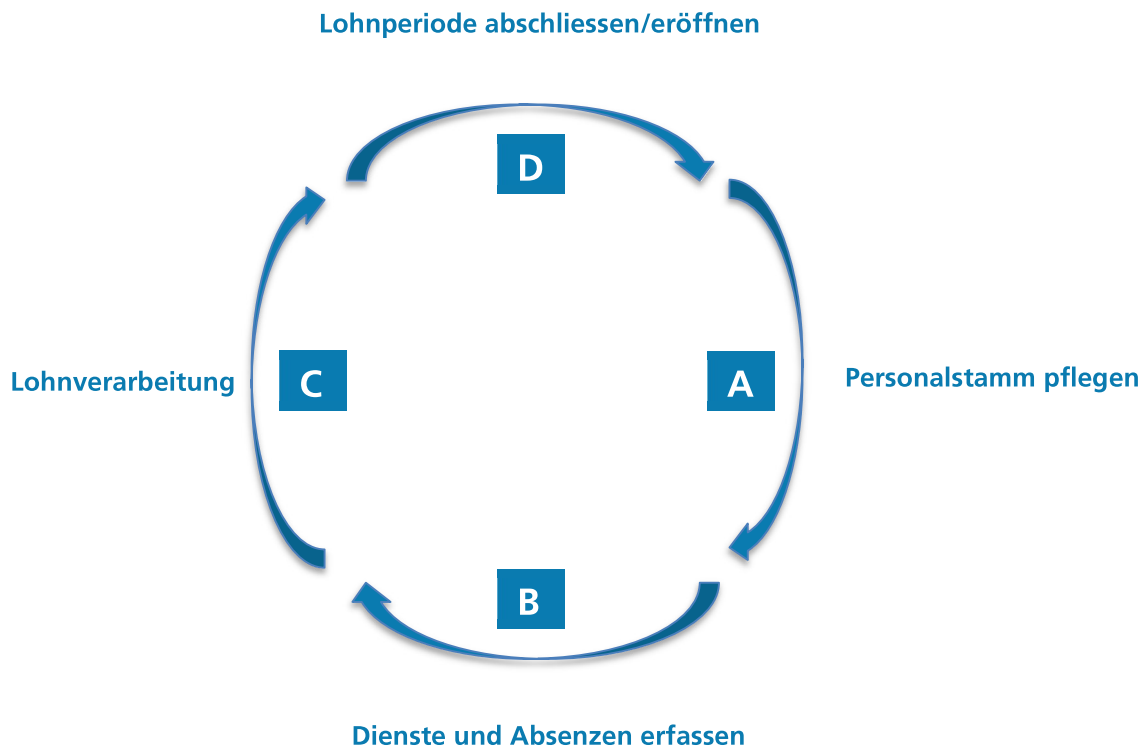 Lohnperiode abschliessen/eröffnen
D
Lohnverarbeitung
C
A
Personalstamm pflegen
B
Dienste und Absenzen erfassen